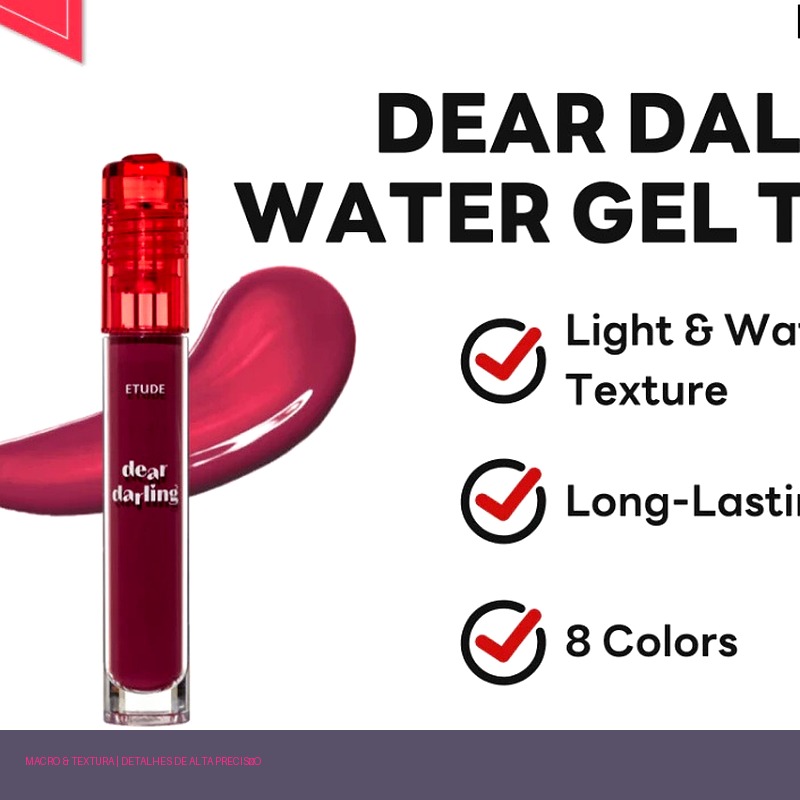 DEAR DAL
WATER GEL T
Light & Wat
Texture
Long-Lastin
8 Colors
ETUDE
dear
darling
MACRO & TEXTURA | DETALHES DE ALTA PRECIS